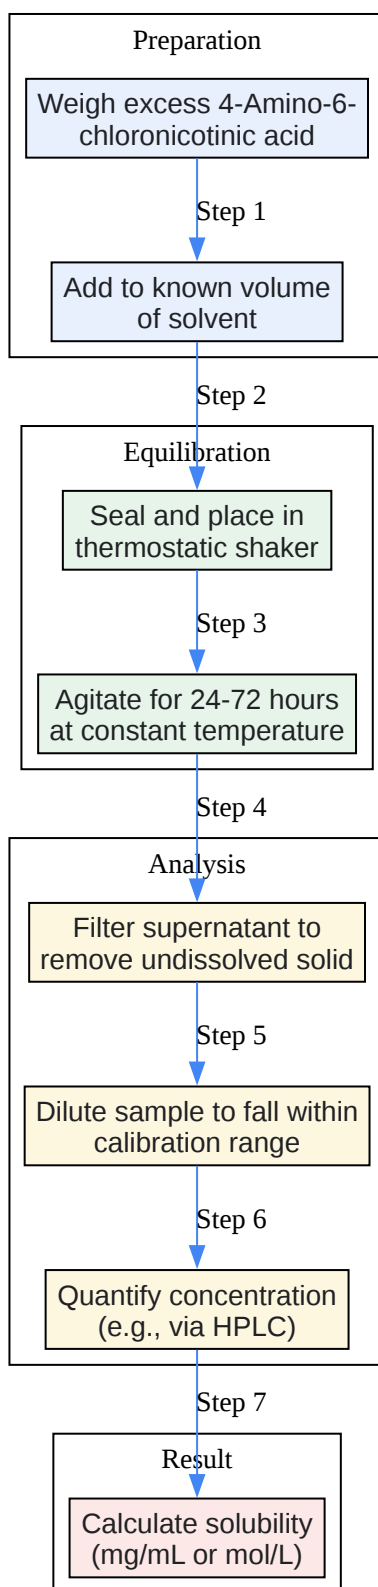 Preparation
Weigh excess 4-Amino-6-
chloronicotinic acid
Step 1
Add to known volume
of solvent
Step 2
Equilibration
Seal and place in
thermostatic shaker
Step 3
Agitate for 24-72 hours
at constant temperature
Step 4
Analysis
Filter supernatant to
remove undissolved solid
Step 5
Dilute sample to fall within
calibration range
Step 6
Quantify concentration
(e.g., via HPLC)
Step 7
Result
Calculate solubility
(mg/mL or mol/L)